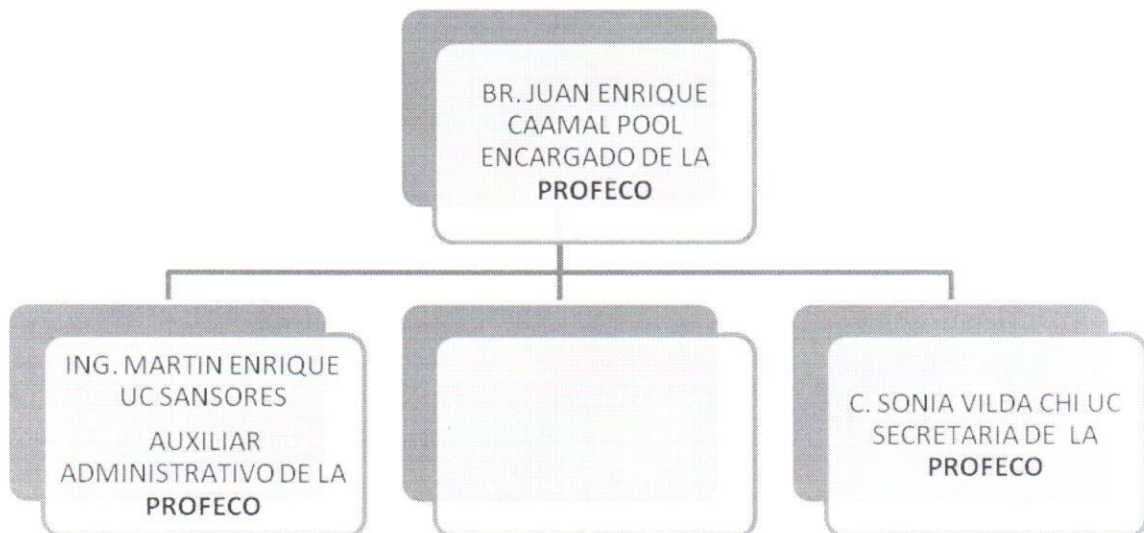 BR. JUAN ENRIQUE
CAAMAL POOL
ENCARGADO DE LA
PROFECO
ING. MARTIN ENRIQUE
UC SANSORES
AUXILIAR
ADMINISTRATIVO DE LA
PROFECO
C. SONIA VILDA CHI UC
SECRETARIA DE LA
PROFECO